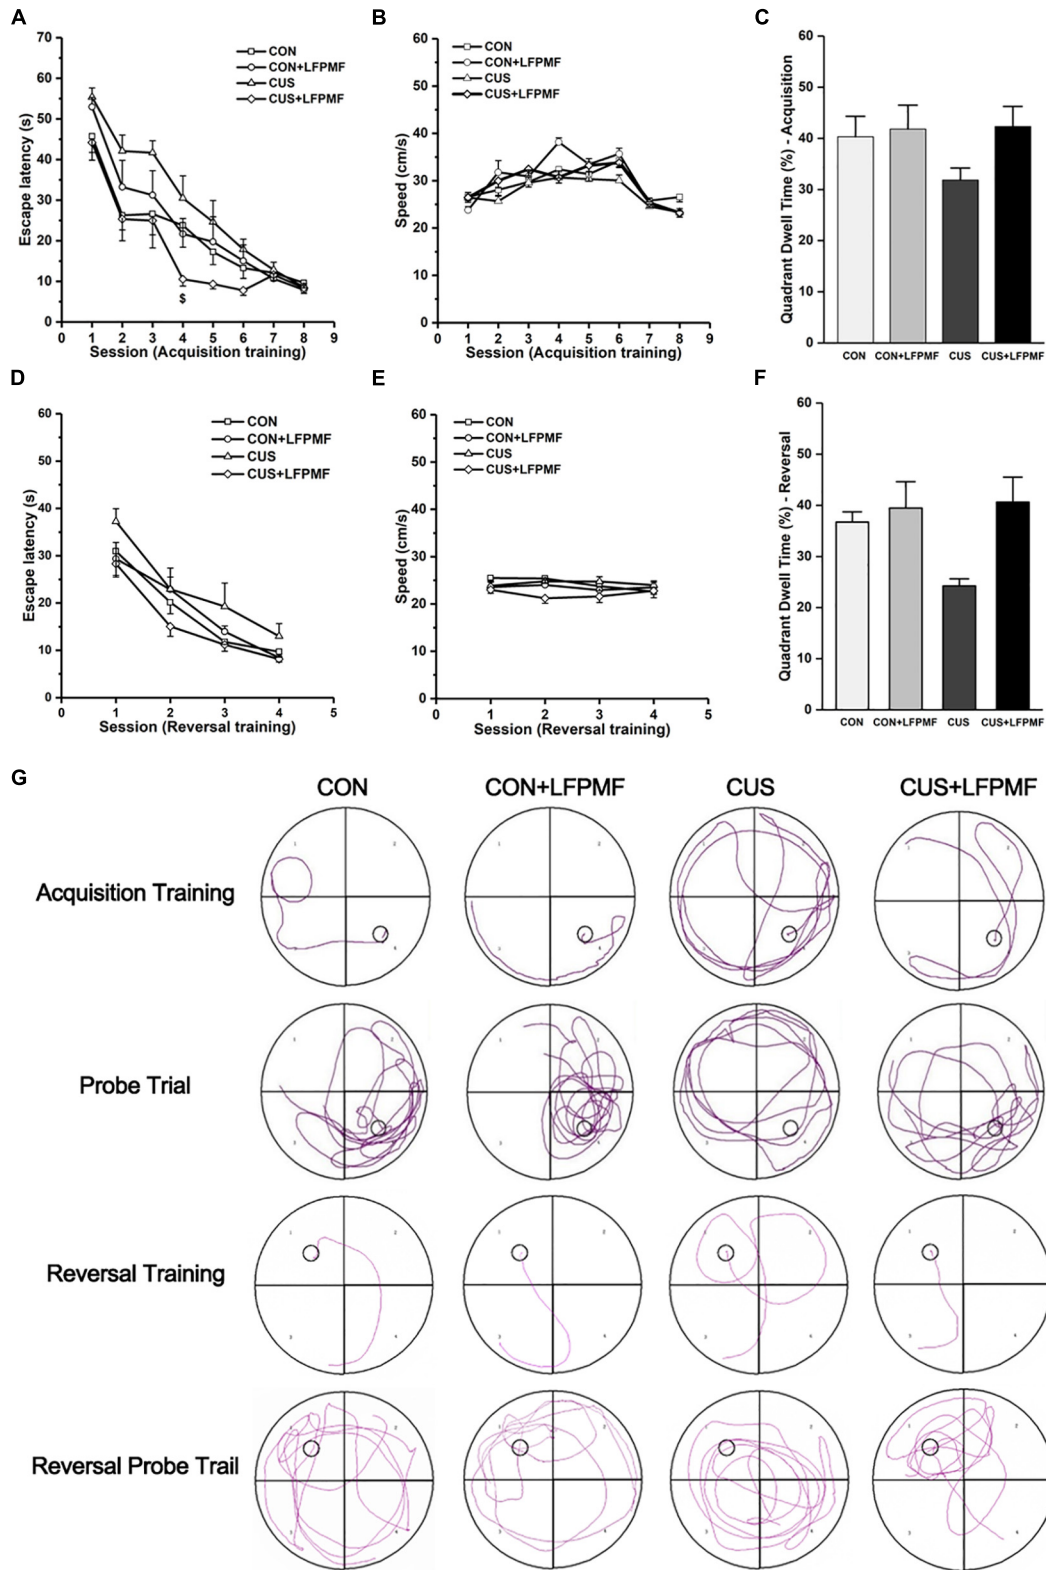 A
B
C
Escape latency (s)
70
60
50
40
30
20
10
0
0 1 2 3 4 5 6 7 8 9
Session (Acquisition training)
CON
CON+LFPMF
CUS
CUS+LFPMF
$
Speed (cm/s)
60
50
40
30
20
10
0
0 1 2 3 4 5 6 7 8 9
Session (Acquisition training)
CON
CON+LFPMF
CUS
CUS+LFPMF
Quadrant Dwell Time (%) - Acquisition
60
50
40
30
20
10
0
CON CON+LFPMF CUS CUS+LFPMF
D
E
F
Escape latency (s)
60
50
40
30
20
10
0
0 1 2 3 4 5
Session (Reversal training)
CON
CON+LFPMF
CUS
CUS+LFPMF
Speed (cm/s)
60
50
40
30
20
10
0
0 1 2 3 4 5
Session (Reversal training)
CON
CON+LFPMF
CUS
CUS+LFPMF
Quadrant Dwell Time (%) - Reversal
60
50
40
30
20
10
0
CON CON+LFPMF CUS CUS+LFPMF
G
CON CON+LFPMF CUS CUS+LFPMF
Acquisition Training
Probe Trial
Reversal Training
Reversal Probe Trail